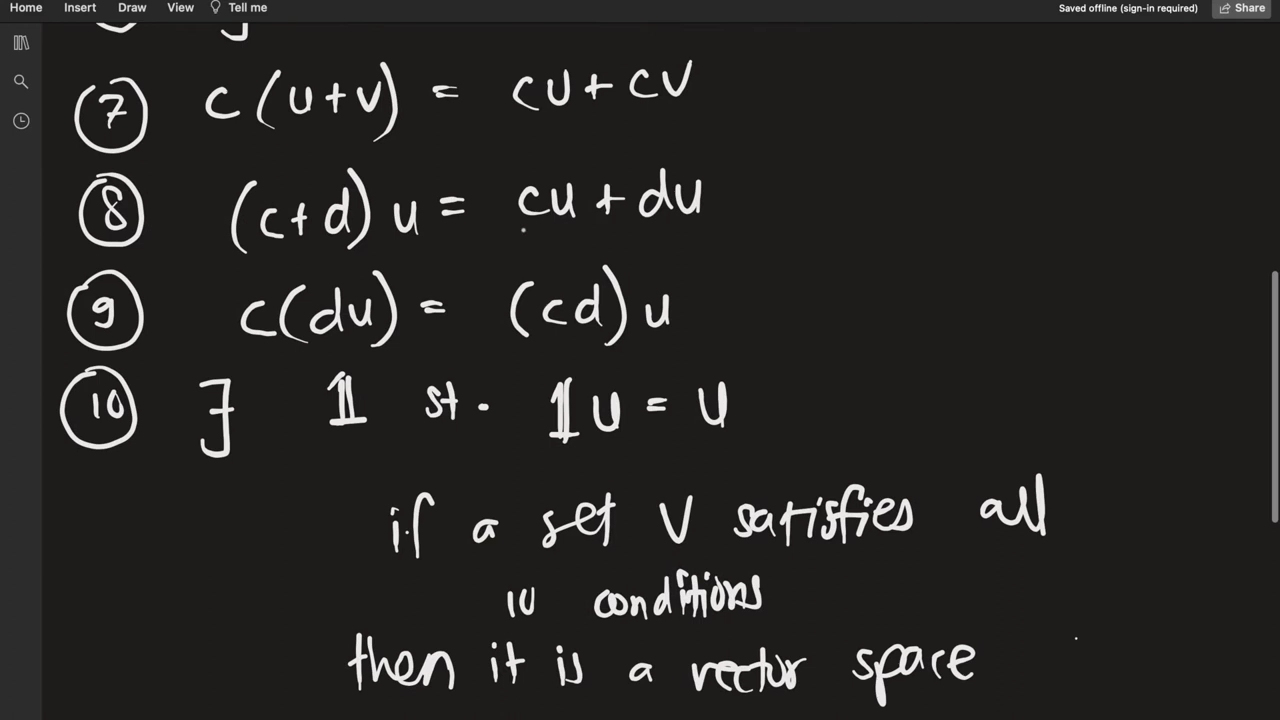 Home Insert Draw View Tell me Saved offline (sign-in required) Share
7 c(u+v) = cu+cv
8 (c+d)u = cu+du
9 c(du) = (cd)u
10 ∃ 𝟙 st. 𝟙u = u
if a set V satisfies all
10 conditions
then it is a vector space